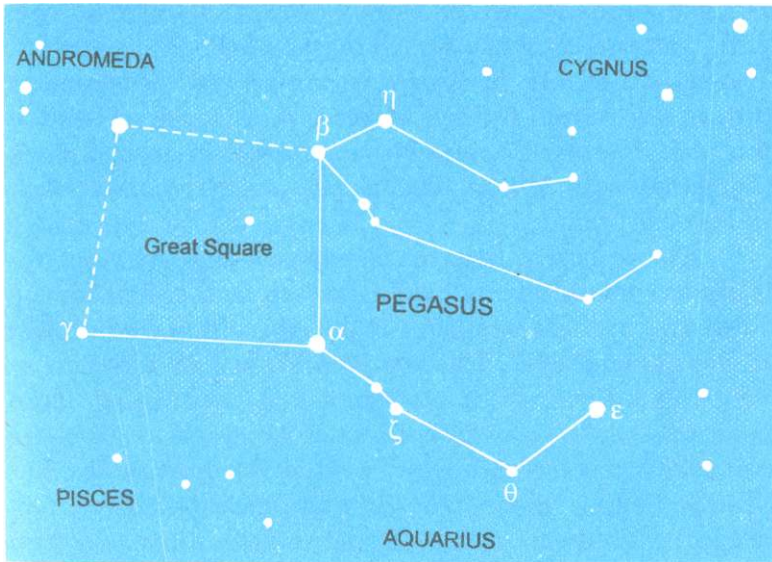 ANDROMEDA
CYGNUS
η
β
Great Square
PEGASUS
γ
α
ζ
ε
θ
PISCES
AQUARIUS